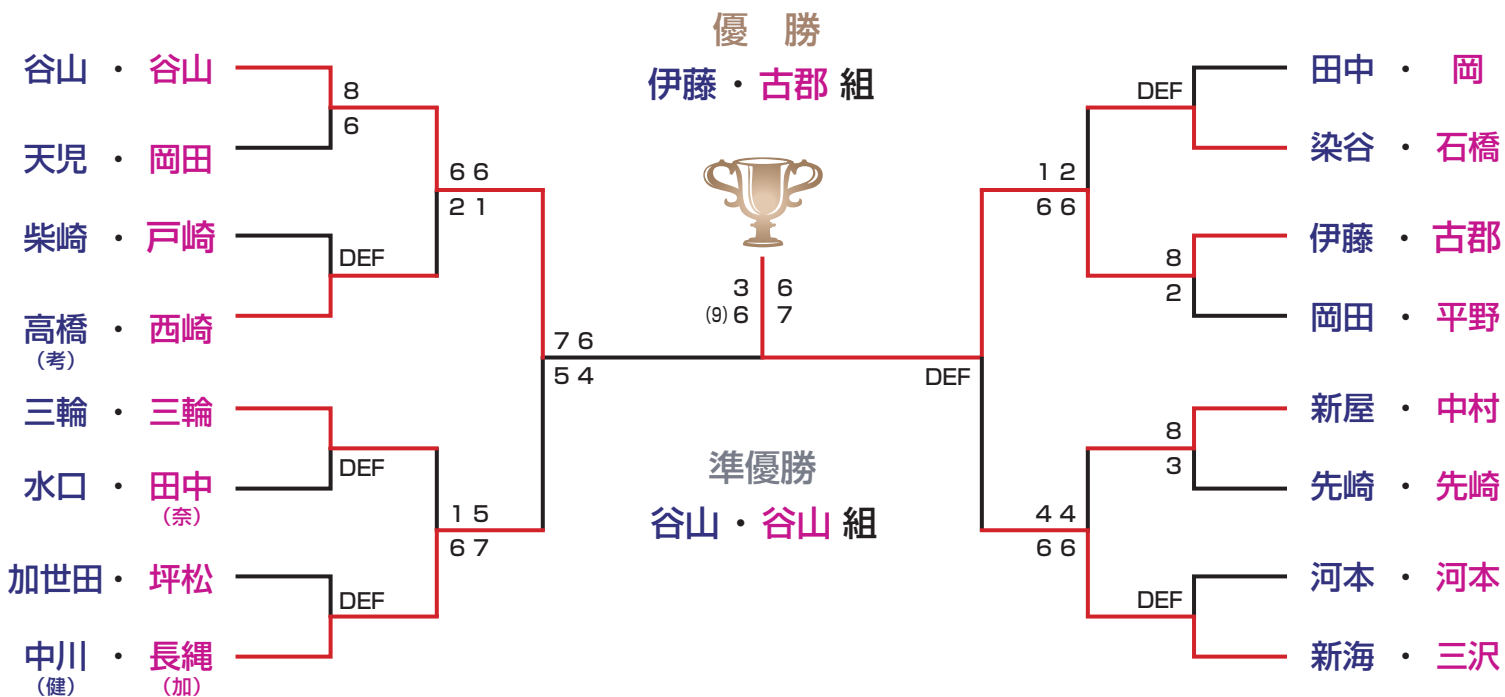 優　勝
伊藤 ・ 古郡 組
谷山 ・ 谷山
8
6
天児 ・ 岡田
6 6
2 1
柴崎 ・ 戸崎
DEF
高橋 ・ 西崎
(考)
7 6
5 4
三輪 ・ 三輪
DEF
水口 ・ 田中
(奈)
1 5
6 7
加世田 ・ 坪松
DEF
中川 ・ 長縄
(健) (加)
3 6
(9) 6 7
準優勝
谷山 ・ 谷山 組
田中 ・ 岡
DEF
染谷 ・ 石橋
1 2
6 6
伊藤 ・ 古郡
8
2
岡田 ・ 平野
DEF
新屋 ・ 中村
8
3
先崎 ・ 先崎
4 4
6 6
河本 ・ 河本
DEF
新海 ・ 三沢